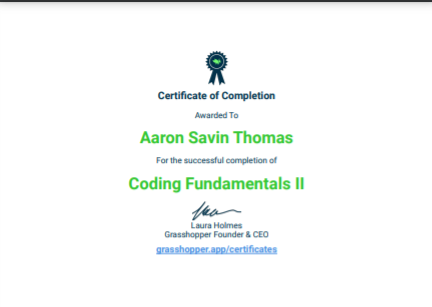 Certificate of Completion
Awarded To
Aaron Savin Thomas
For the successful completion of
Coding Fundamentals II
Laura Holmes
Grasshopper Founder & CEO
grasshopper.app/certificates